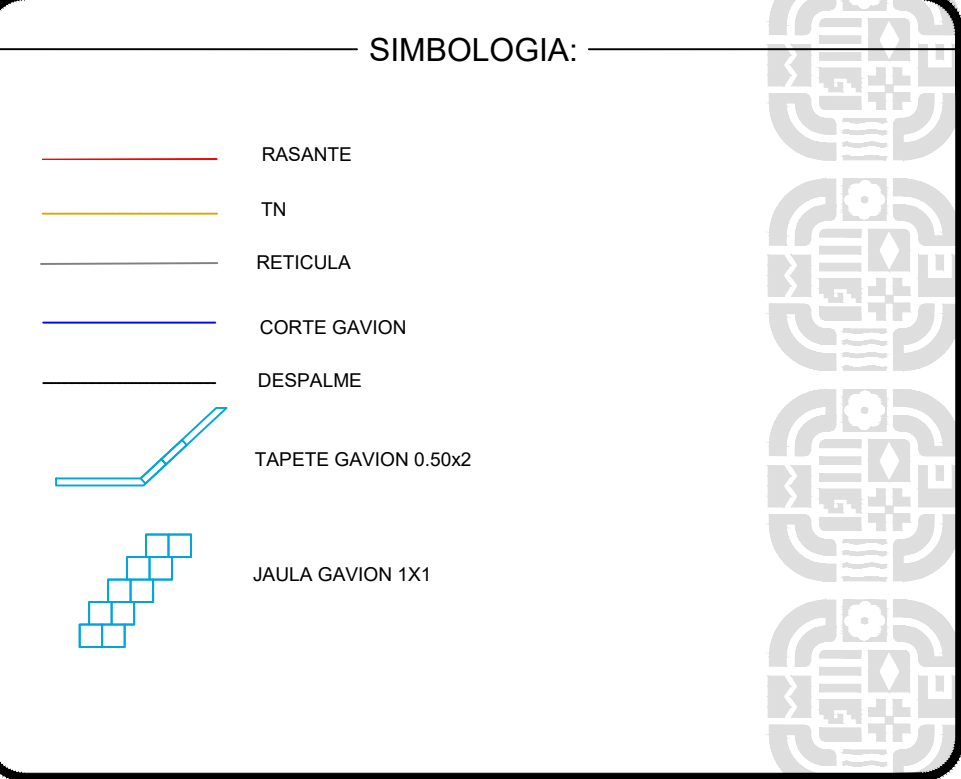 SIMBOLOGIA:
RASANTE
TN
RETICULA
CORTE GAVION
DESPALME
TAPETE GAVION 0.50x2
JAULA GAVION 1X1